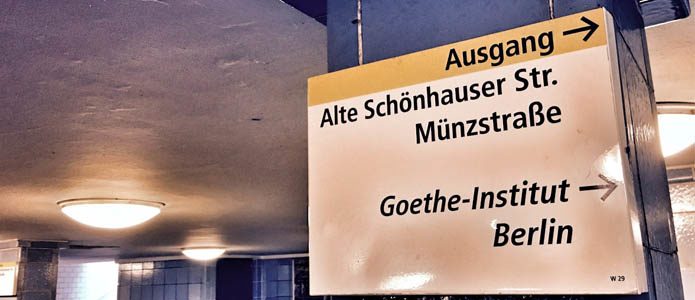 Ausgang →
Alte Schönhauser Str.
Münzstraße
Goethe-Institut →
Berlin
W 29